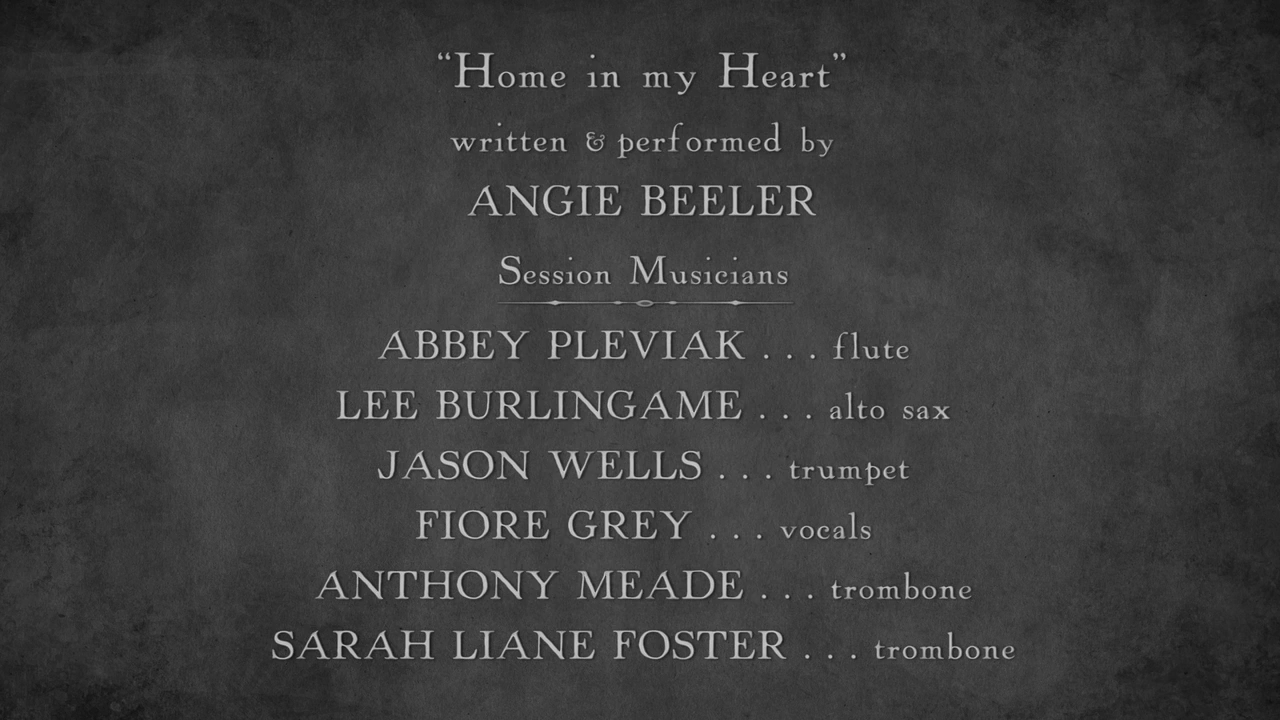 “Home in my Heart”
written & performed by
ANGIE BEELER
Session Musicians
ABBEY PLEVIAK . . . flute
LEE BURLINGAME . . . alto sax
JASON WELLS . . . trumpet
FIORE GREY . . . vocals
ANTHONY MEADE . . . trombone
SARAH LIANE FOSTER . . . trombone